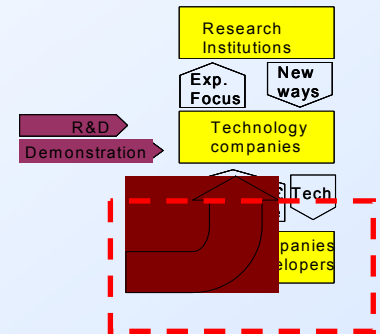 Research
Institutions
Exp.
Focus
New
ways
R&D
Demonstration
Technology
companies
Tech
panies
elopers